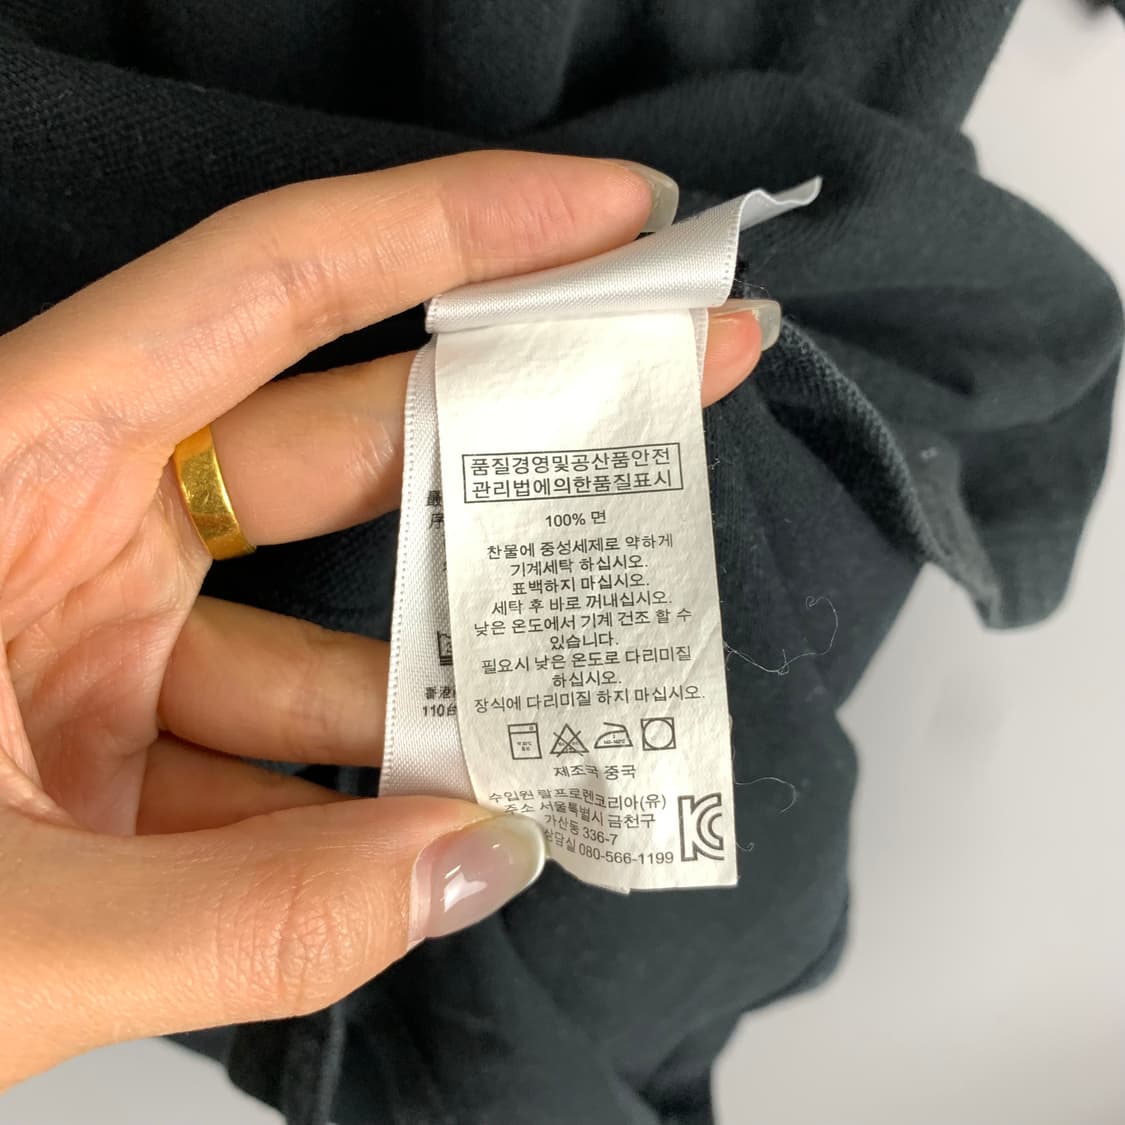 품질경영및공산품안전
관리법에의한품질표시
100% 면
찬물에 중성세제로 약하게
기계세탁 하십시오.
표백하지 마십시오.
세탁 후 바로 꺼내십시오.
낮은 온도에서 기계 건조 할 수
있습니다.
필요시 낮은 온도로 다리미질
하십시오.
장식에 다리미질 하지 마십시오.
제조국 중국
수입원 랄프로렌코리아(유)
주소 서울특별시 금천구
가산동 336-7
상담실 080-566-1199
KC
香港
110台